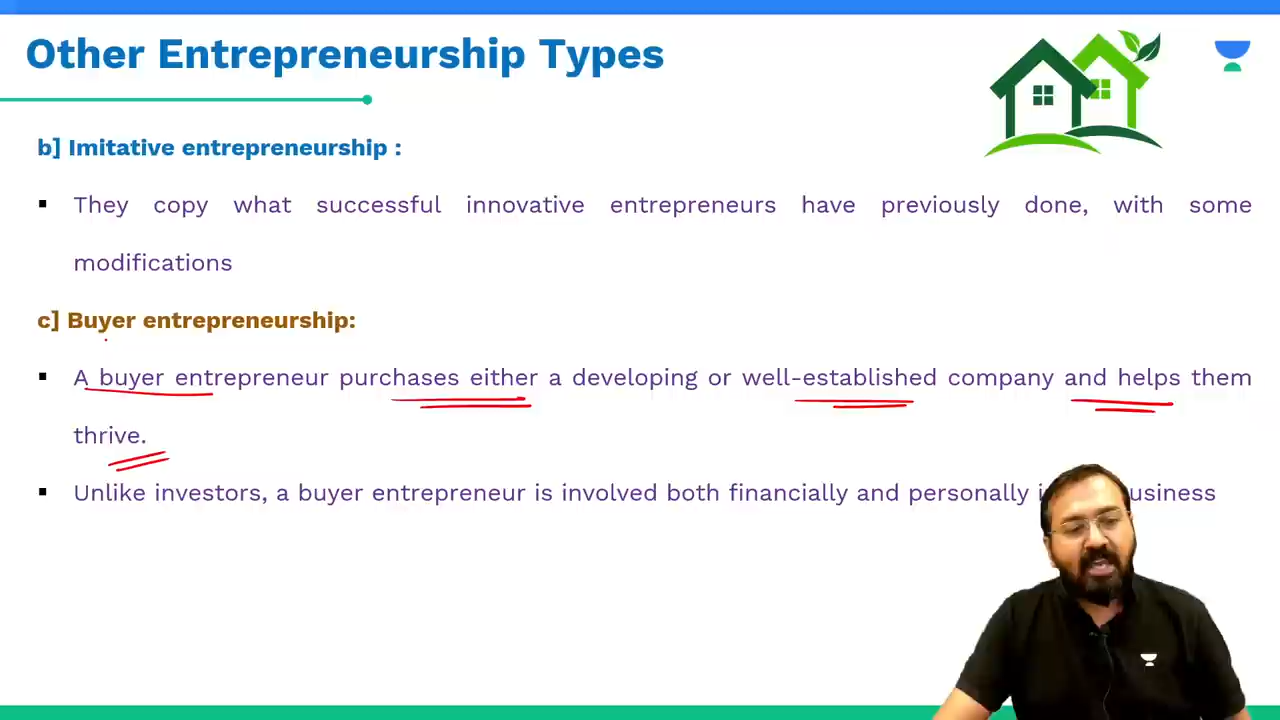 Other Entrepreneurship Types
b] Imitative entrepreneurship :
▪ They copy what successful innovative entrepreneurs have previously done, with some
modifications
c] Buyer entrepreneurship:
▪ A buyer entrepreneur purchases either a developing or well-established company and helps them
thrive.
▪ Unlike investors, a buyer entrepreneur is involved both financially and personally